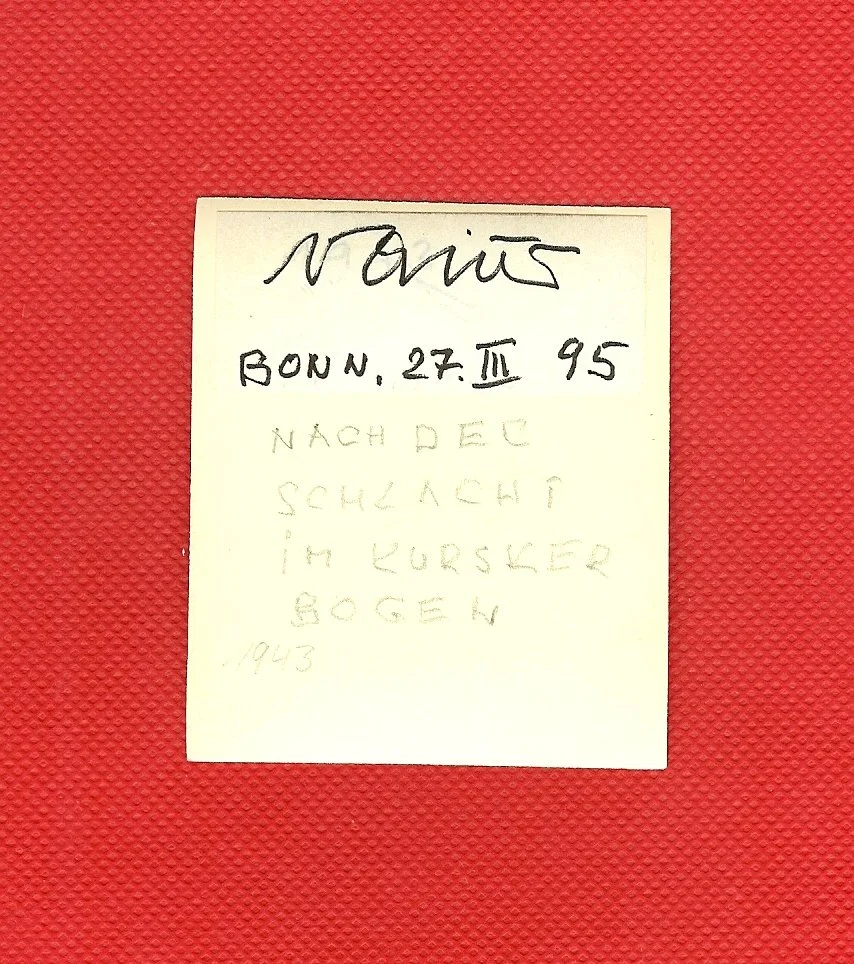 BONN. 27. III 95
NACH DER
SCHLACHT
IM KURSKER
BOGEN
1943